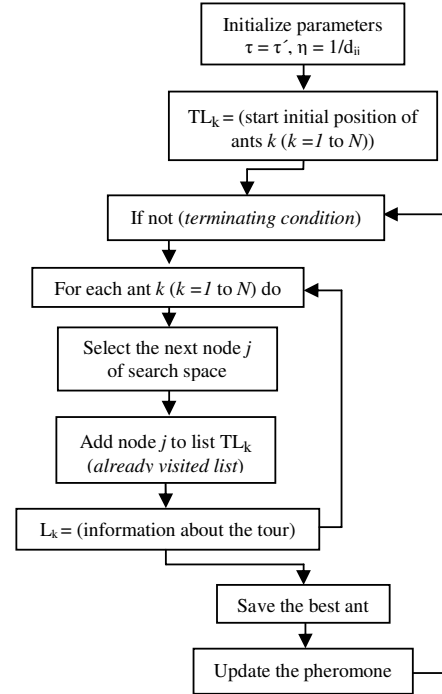 Initialize parameters
τ = τ´, η = 1/dii
TLk = (start initial position of
ants k (k =1 to N))
If not (terminating condition)
For each ant k (k =1 to N) do
Select the next node j
of search space
Add node j to list TLk
(already visited list)
Lk = (information about the tour)
Save the best ant
Update the pheromone